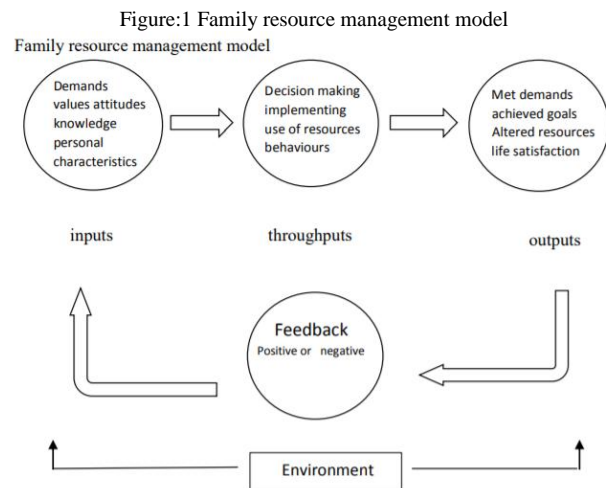 Figure:1 Family resource management model
Family resource management model
Demands
values attitudes
knowledge
personal
characteristics
Decision making
implementing
use of resources
behaviours
Met demands
achieved goals
Altered resources
life satisfaction
inputs
throughputs
outputs
Feedback
Positive or negative
Environment